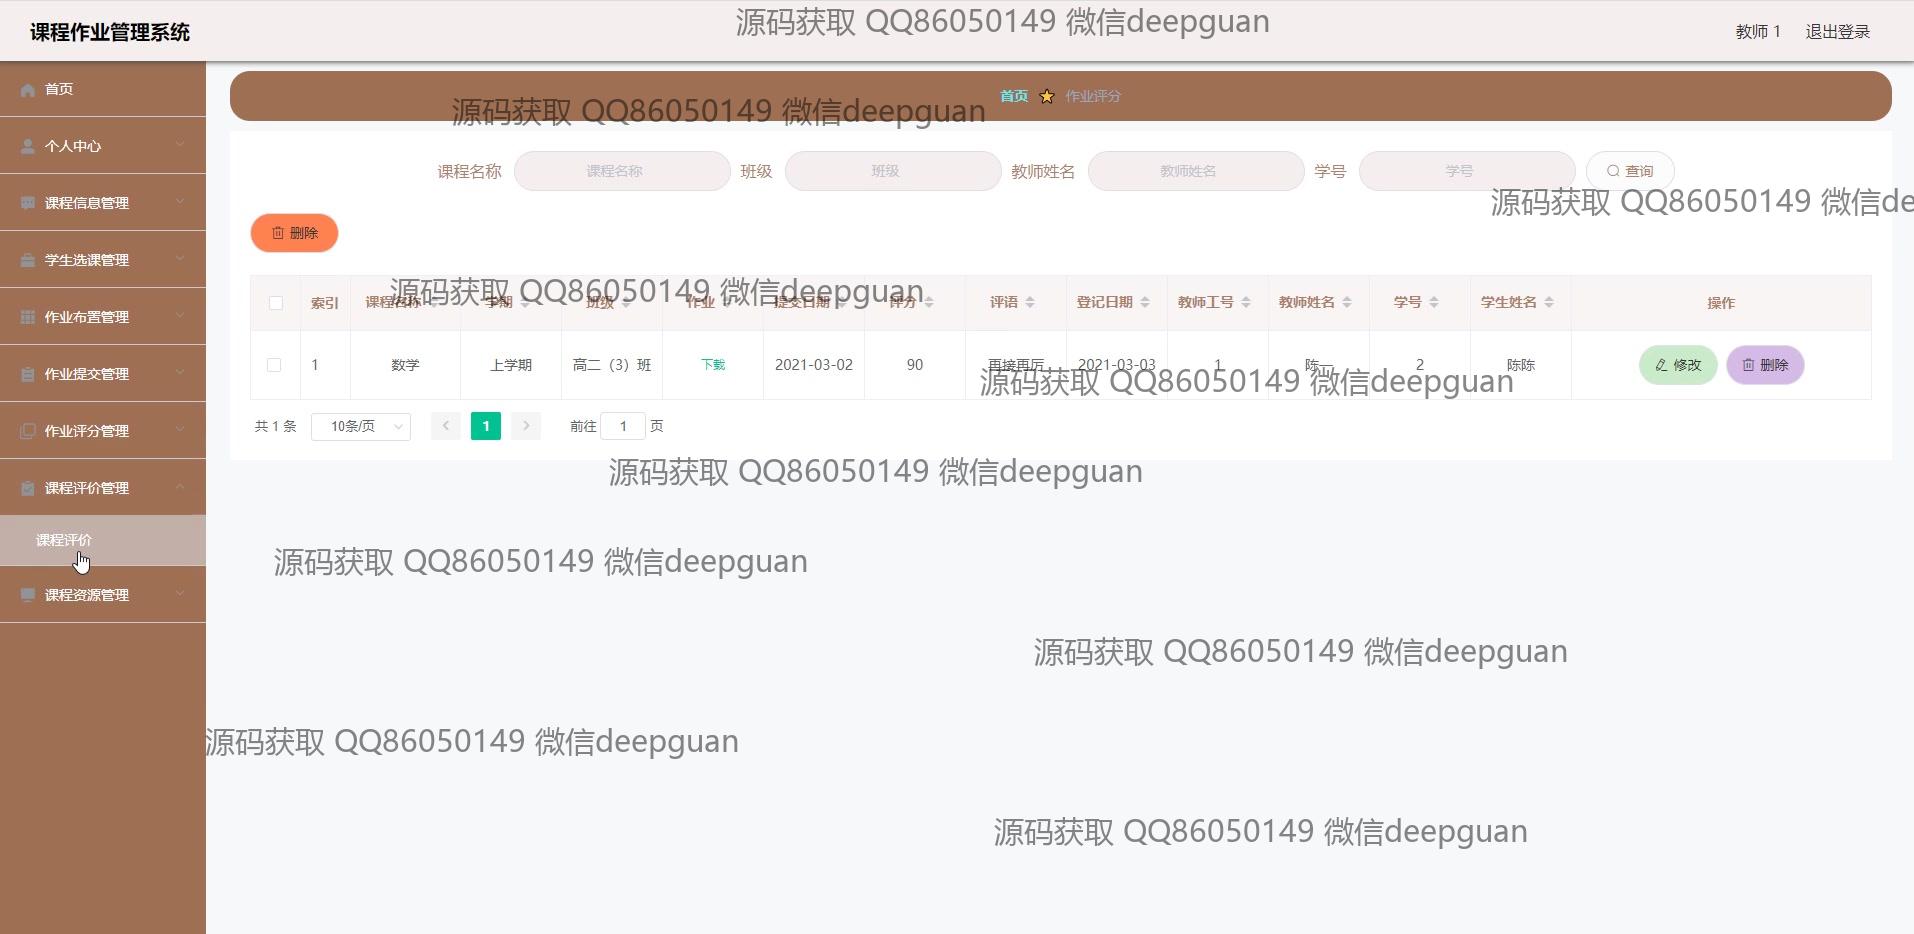 课程作业管理系统
源码获取 QQ86050149 微信deepguan
教师 1 退出登录
首页
个人中心
课程信息管理
学生选课管理
作业布置管理
作业提交管理
作业评分管理
课程评价管理
课程评价
课程资源管理
首页 作业评分
源码获取 QQ86050149 微信deepguan
课程名称 课程名称 班级 班级 教师姓名 教师姓名 学号 学号 查询
源码获取 QQ86050149 微信de
删除
源码获取 QQ86050149 微信deepguan
索引 课程名称 学期 班级 作业 提交日期 评分 评语 登记日期 教师工号 教师姓名 学号 学生姓名 操作
1 数学 上学期 高二（3）班 下载 2021-03-02 90 再接再厉 2021-03-03 1 陈一 2 陈陈 修改 删除
源码获取 QQ86050149 微信deepguan
共 1 条 10条/页 1 前往 1 页
源码获取 QQ86050149 微信deepguan
源码获取 QQ86050149 微信deepguan
源码获取 QQ86050149 微信deepguan
源码获取 QQ86050149 微信deepguan
源码获取 QQ86050149 微信deepguan